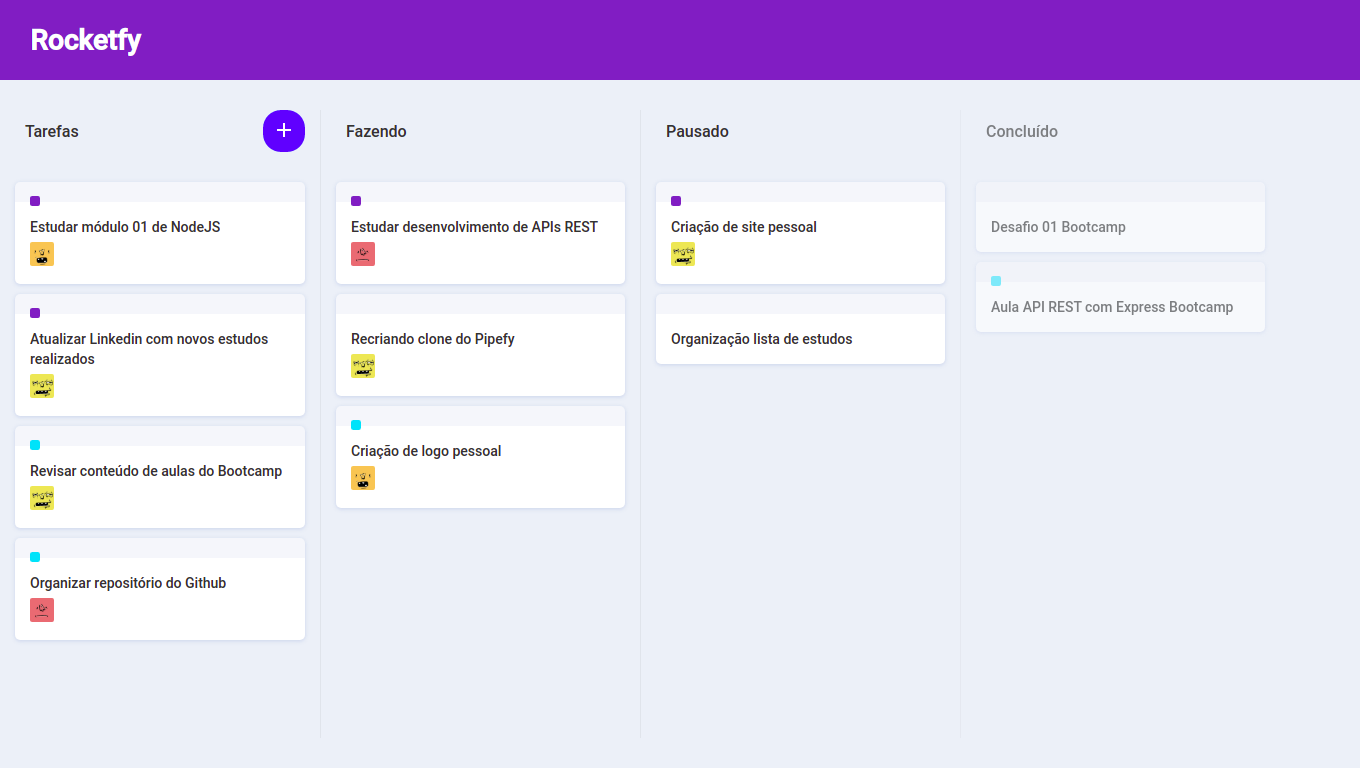 Rocketfy
Tarefas
Estudar módulo 01 de NodeJS
Atualizar Linkedin com novos estudos
realizados
Revisar conteúdo de aulas do Bootcamp
Organizar repositório do Github
Fazendo
Estudar desenvolvimento de APIs REST
Recriando clone do Pipefy
Criação de logo pessoal
Pausado
Criação de site pessoal
Organização lista de estudos
Concluído
Desafio 01 Bootcamp
Aula API REST com Express Bootcamp